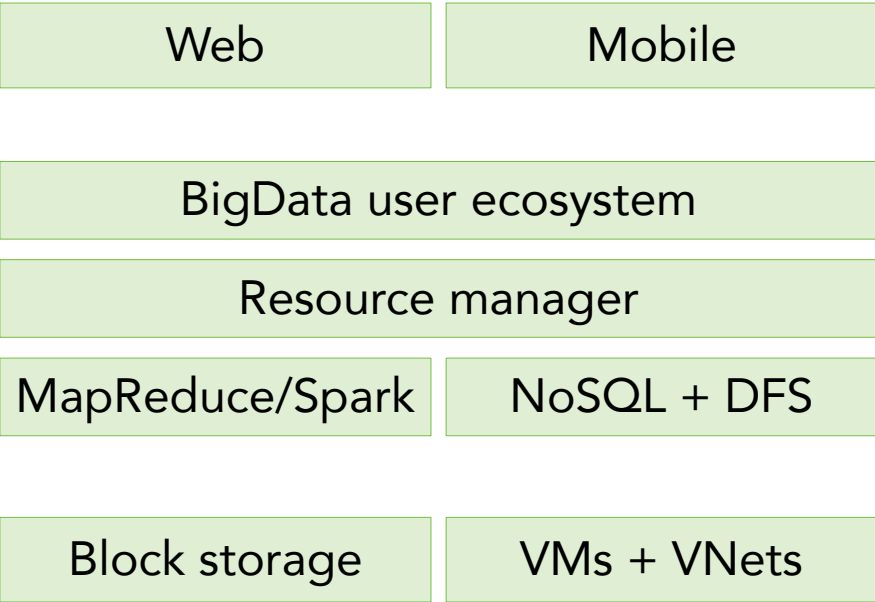 Web
Mobile
BigData user ecosystem
Resource manager
MapReduce/Spark
NoSQL + DFS
Block storage
VMs + VNets